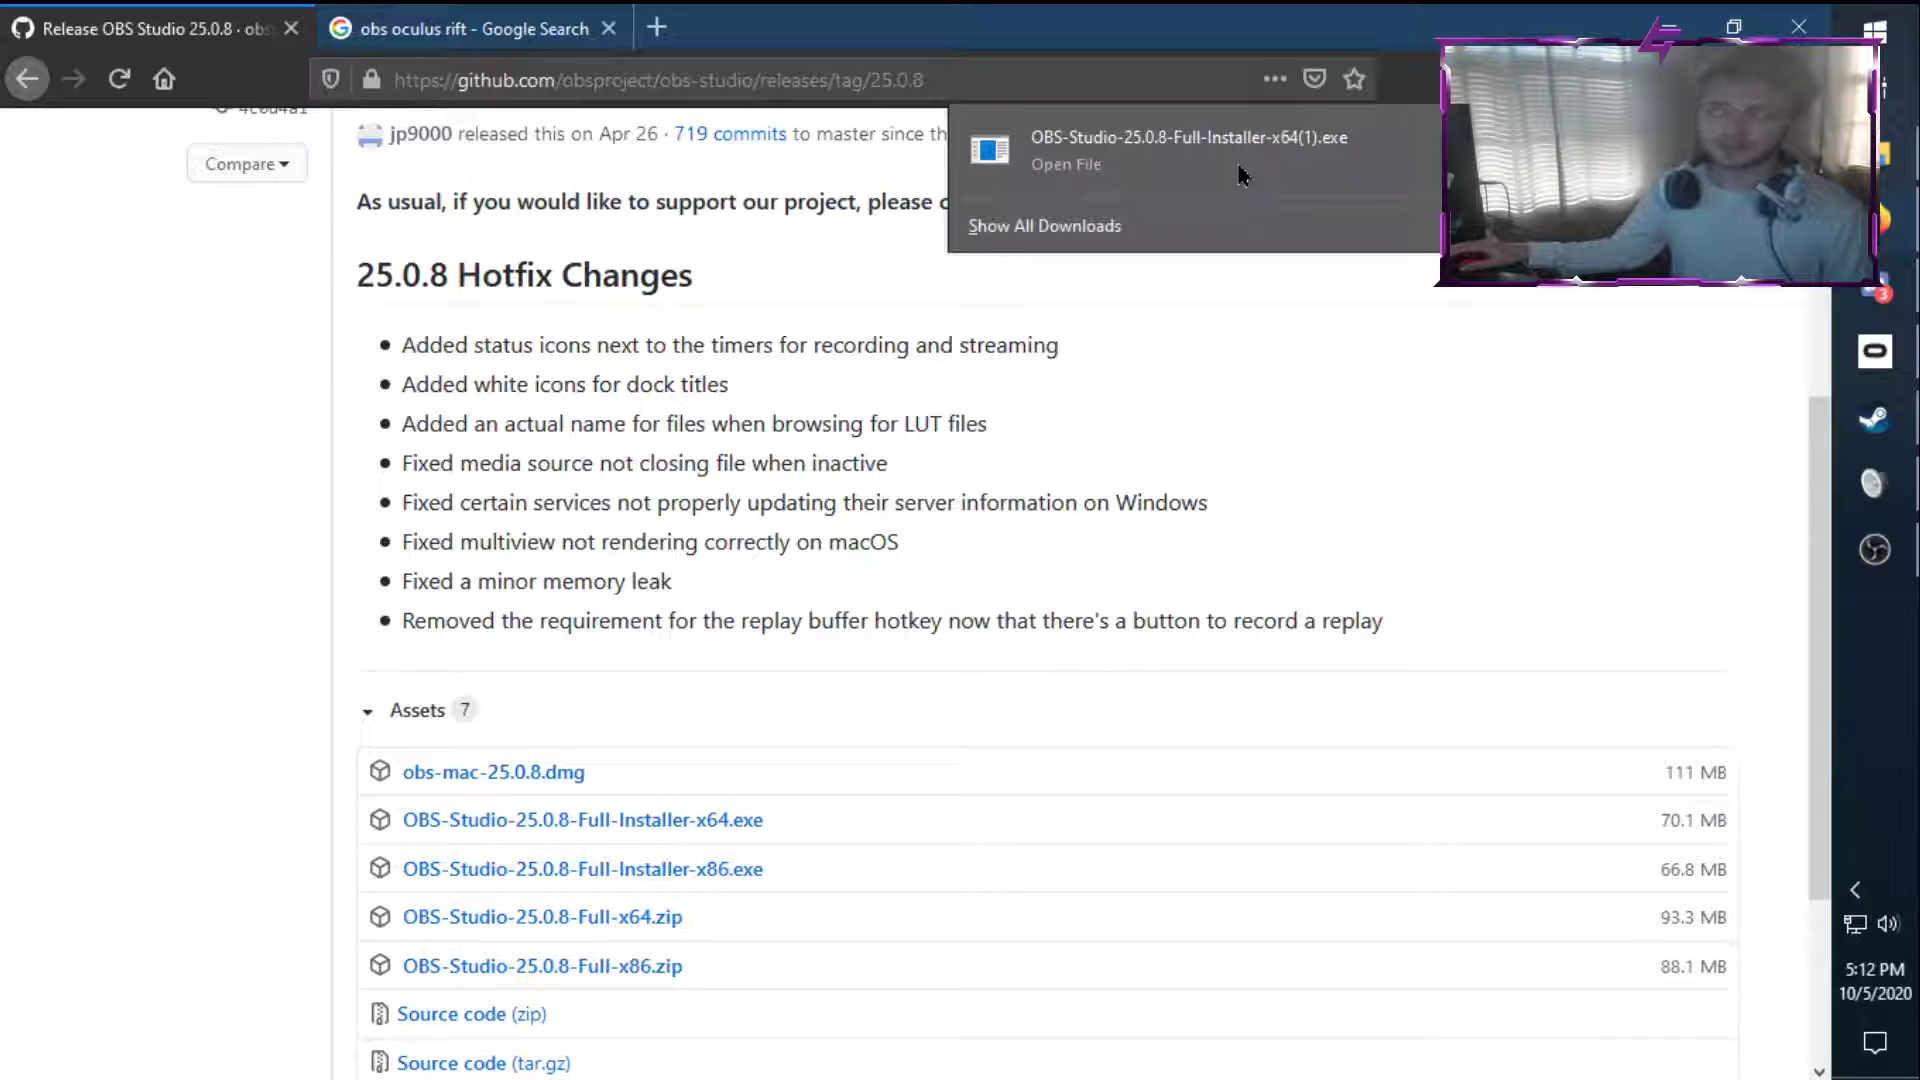 Release OBS Studio 25.0.8 · obs
obs oculus rift - Google Search
https://github.com/obsproject/obs-studio/releases/tag/25.0.8
4c0d4a1
Compare
jp9000 released this on Apr 26 · 719 commits to master since th
OBS-Studio-25.0.8-Full-Installer-x64(1).exe
Open File
Show All Downloads
As usual, if you would like to support our project, please c
25.0.8 Hotfix Changes
Added status icons next to the timers for recording and streaming
Added white icons for dock titles
Added an actual name for files when browsing for LUT files
Fixed media source not closing file when inactive
Fixed certain services not properly updating their server information on Windows
Fixed multiview not rendering correctly on macOS
Fixed a minor memory leak
Removed the requirement for the replay buffer hotkey now that there's a button to record a replay
Assets 7
obs-mac-25.0.8.dmg 111 MB
OBS-Studio-25.0.8-Full-Installer-x64.exe 70.1 MB
OBS-Studio-25.0.8-Full-Installer-x86.exe 66.8 MB
OBS-Studio-25.0.8-Full-x64.zip 93.3 MB
OBS-Studio-25.0.8-Full-x86.zip 88.1 MB
Source code (zip)
Source code (tar.gz)
3
5:12 PM
10/5/2020